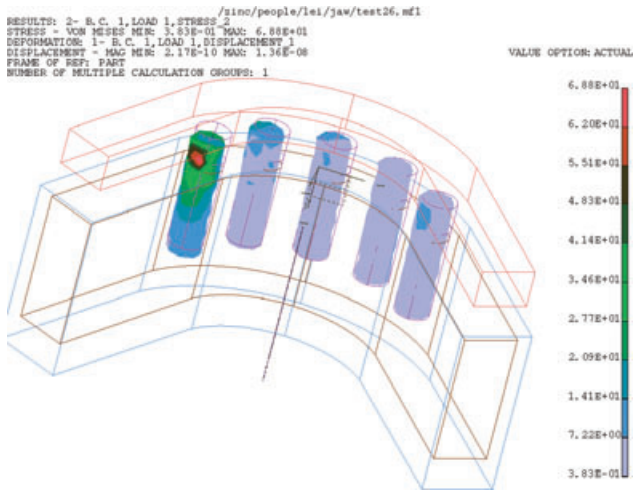 /zinc/people/lei/jaw/test26.mf1
RESULTS: 2- B.C. 1,LOAD 1,STRESS_2
STRESS - VON MISES MIN: 3.83E-01 MAX: 6.88E+01
DEFORMATION: 1- B.C. 1,LOAD 1,DISPLACEMENT_1
DISPLACEMENT - MAG MIN: 2.17E-10 MAX: 1.36E-08
FRAME OF REF: PART
NUMBER OF MULTIPLE CALCULATION GROUPS: 1
VALUE OPTION:ACTUAL
6.88E+01
6.20E+01
5.51E+01
4.83E+01
4.14E+01
3.46E+01
2.77E+01
2.09E+01
1.41E+01
7.22E+00
3.83E-01